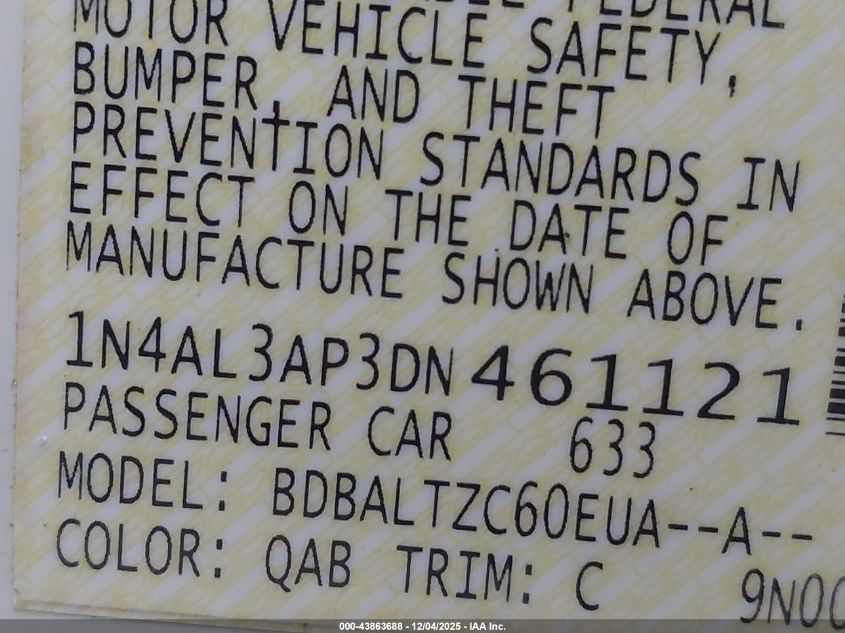 FEDERAL
MOTOR VEHICLE SAFETY,
BUMPER, AND THEFT
PREVENTION STANDARDS IN
EFFECT ON THE DATE OF
MANUFACTURE SHOWN ABOVE.
1N4AL3AP3DN461121
PASSENGER CAR 633
MODEL: BDBALTZC60EUA--A--
COLOR: QAB TRIM: C
000-43863688 - 12/04/2025 - IAA Inc.